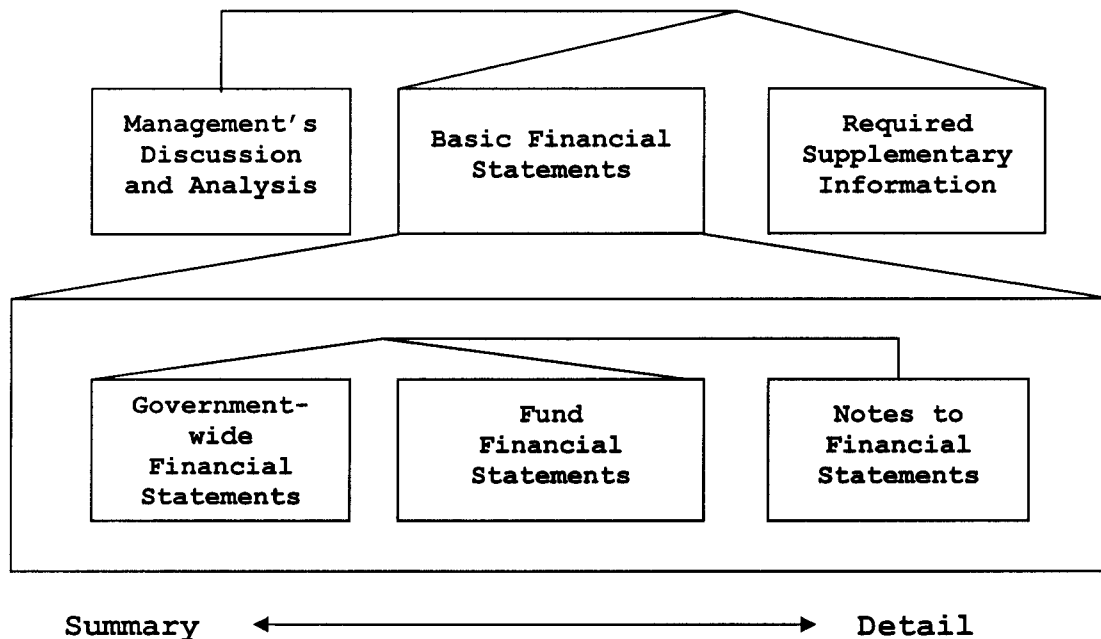 Management's
Discussion
and Analysis
Basic Financial
Statements
Required
Supplementary
Information
Government-
wide
Financial
Statements
Fund
Financial
Statements
Notes to
Financial
Statements
Summary
Detail